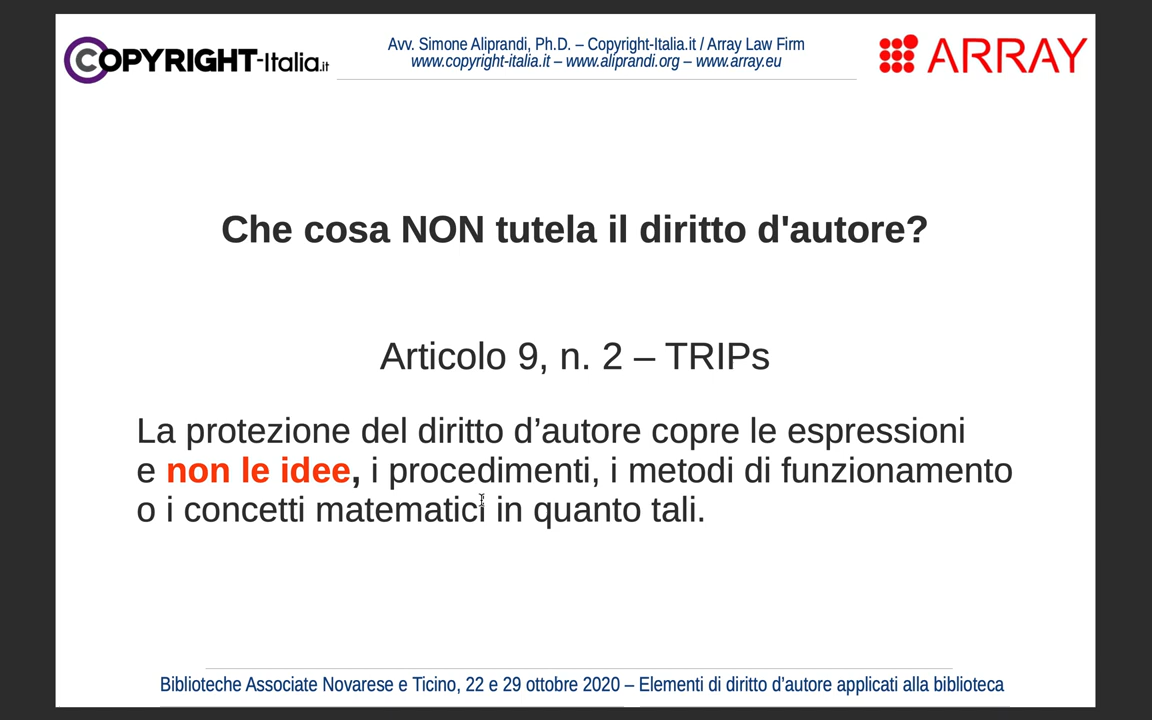 COPYRIGHT-Italia.it
Avv. Simone Aliprandi, Ph.D. – Copyright-Italia.it / Array Law Firm
www.copyright-italia.it – www.aliprandi.org – www.array.eu
ARRAY
Che cosa NON tutela il diritto d'autore?
Articolo 9, n. 2 – TRIPs
La protezione del diritto d’autore copre le espressioni
e non le idee, i procedimenti, i metodi di funzionamento
o i concetti matematici in quanto tali.
Biblioteche Associate Novarese e Ticino, 22 e 29 ottobre 2020 – Elementi di diritto d’autore applicati alla biblioteca